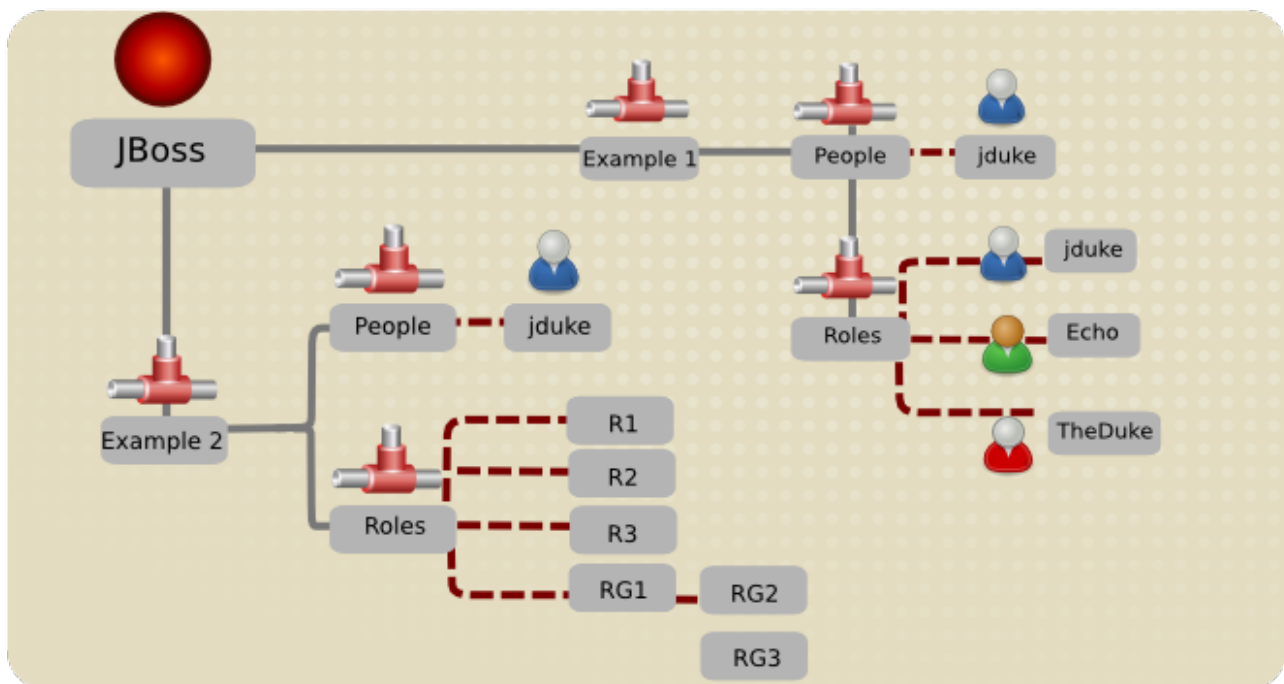 JBoss
Example 1
People
jduke
jduke
Roles
Echo
TheDuke
People
jduke
Example 2
R1
R2
Roles
R3
RG1
RG2
RG3